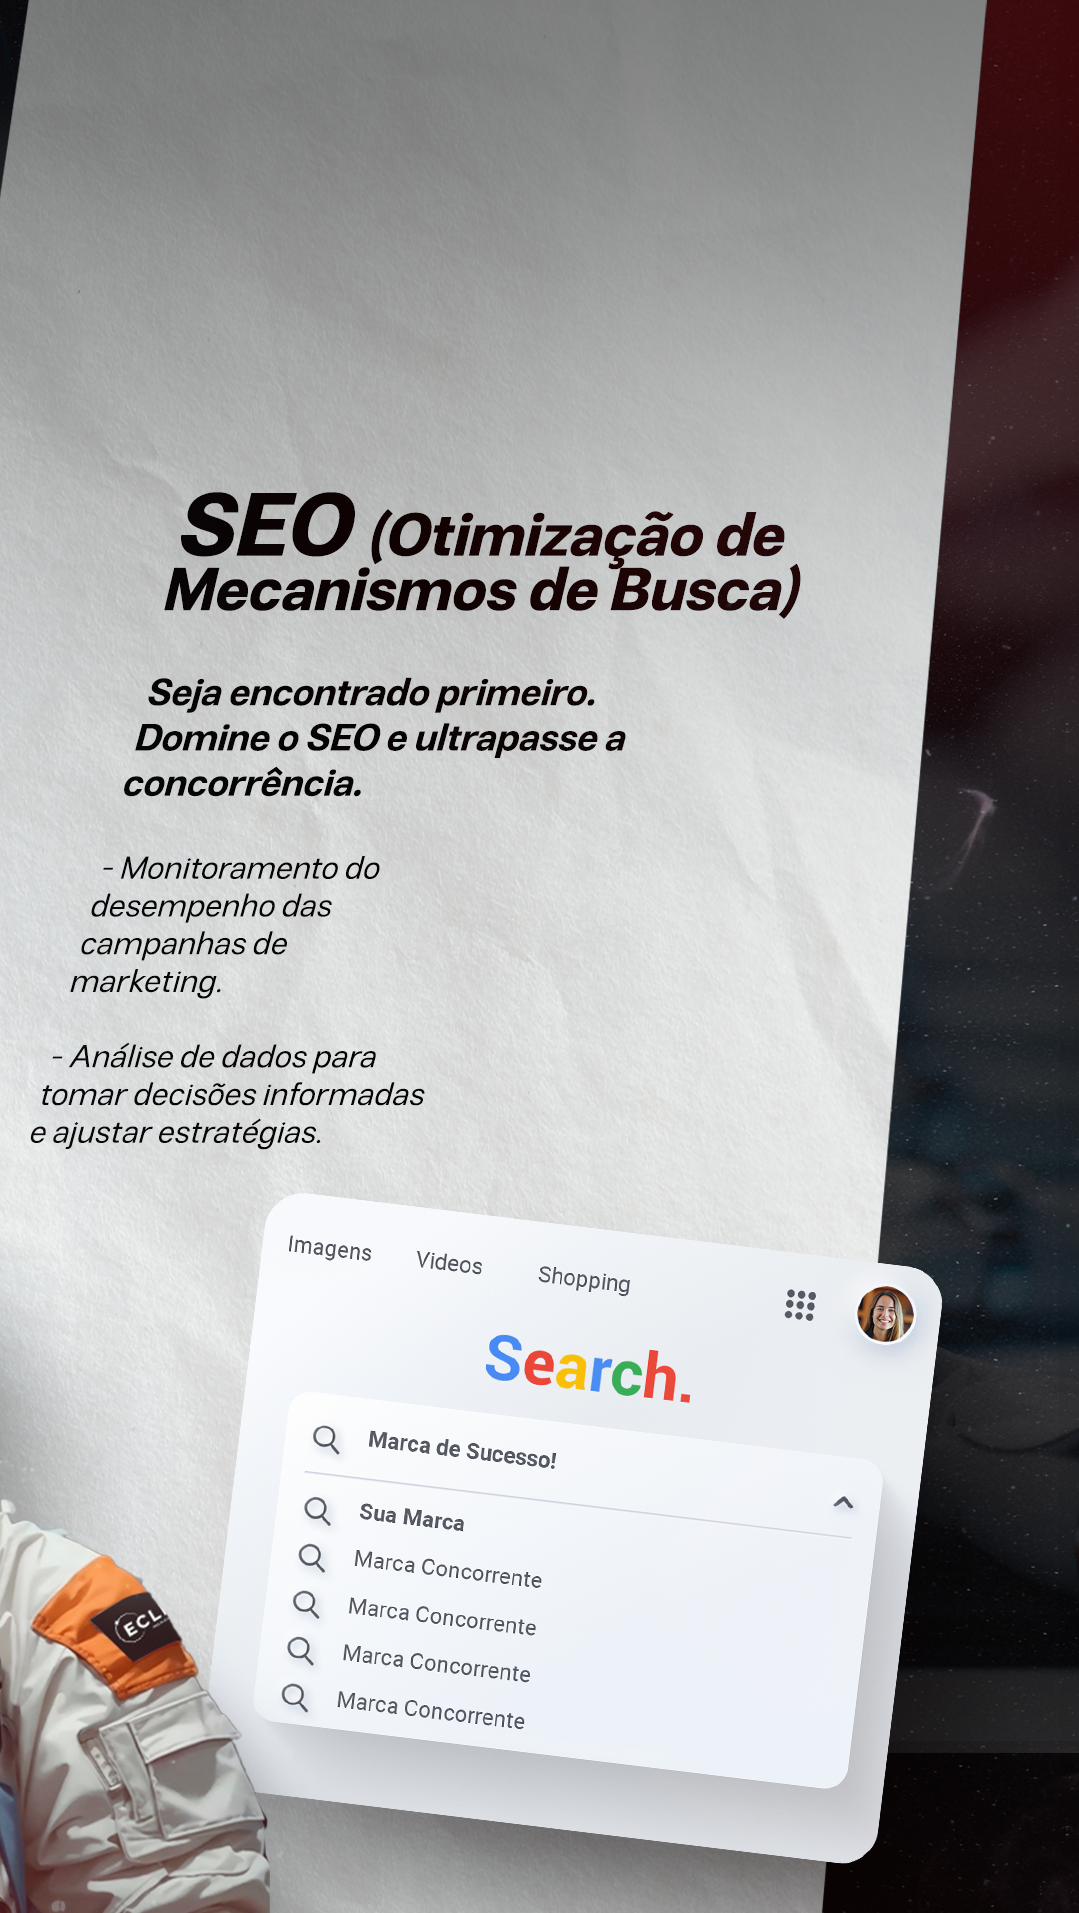 SEO (Otimização de
Mecanismos de Busca)
Seja encontrado primeiro.
Domine o SEO e ultrapasse a
concorrência.
- Monitoramento do
desempenho das
campanhas de
marketing.
- Análise de dados para
tomar decisões informadas
e ajustar estratégias.
Imagens Videos Shopping
Search.
Marca de Sucesso!
Sua Marca
Marca Concorrente
Marca Concorrente
Marca Concorrente
Marca Concorrente